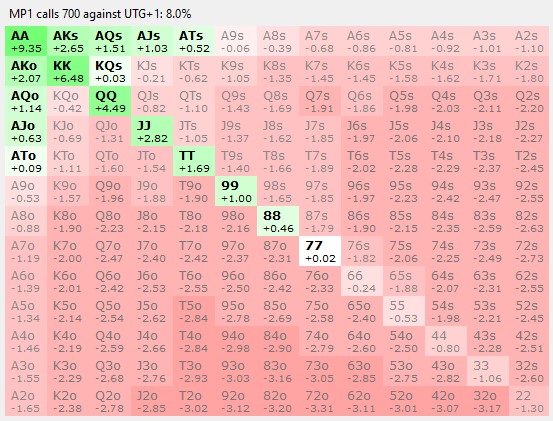 MP1 calls 700 against UTG+1: 8.0%
AA AKs AQs AJs ATs A9s A8s A7s A6s A5s A4s A3s A2s
+9.35 +2.65 +1.51 +1.03 +0.52 -0.06 -0.39 -0.68 -0.86 -0.81 -0.92 -1.01 -1.10
AKo KK KQs KJs KTs K9s K8s K7s K6s K5s K4s K3s K2s
+2.07 +6.48 +0.03 -0.21 -0.62 -1.05 -1.35 -1.45 -1.45 -1.58 -1.62 -1.71 -1.80
AQo KQo QQ QJs QTs Q9s Q8s Q7s Q6s Q5s Q4s Q3s Q2s
+1.14 -0.42 +4.49 -0.82 -1.10 -1.43 -1.69 -1.91 -1.86 -1.98 -2.03 -2.11 -2.20
AJo KJo QJo JJ JTs J9s J8s J7s J6s J5s J4s J3s J2s
+0.63 -0.69 -1.31 +2.82 -1.05 -1.37 -1.62 -1.85 -1.97 -2.06 -2.10 -2.18 -2.27
ATo KTo QTo JTo TT T9s T8s T7s T6s T5s T4s T3s T2s
+0.09 -1.11 -1.60 -1.54 +1.69 -1.40 -1.66 -1.89 -2.02 -2.28 -2.29 -2.37 -2.45
A9o K9o Q9o J9o T9o 99 98s 97s 96s 95s 94s 93s 92s
-0.53 -1.57 -1.96 -1.88 -1.90 +1.00 -1.65 -1.85 -1.97 -2.23 -2.42 -2.47 -2.55
A8o K8o Q8o J8o T8o 98o 88 87s 86s 85s 84s 83s 82s
-0.88 -1.90 -2.23 -2.15 -2.18 -2.16 +0.46 -1.79 -1.90 -2.15 -2.35 -2.59 -2.63
A7o K7o Q7o J7o T7o 97o 87o 77 76s 75s 74s 73s 72s
-1.19 -2.00 -2.47 -2.40 -2.42 -2.37 -2.31 +0.02 -1.82 -2.06 -2.25 -2.49 -2.73
A6o K6o Q6o J6o T6o 96o 86o 76o 66 65s 64s 63s 62s
-1.39 -2.01 -2.42 -2.53 -2.55 -2.50 -2.42 -2.33 -0.24 -1.88 -2.07 -2.31 -2.55
A5o K5o Q5o J5o T5o 95o 85o 75o 65o 55 54s 53s 52s
-1.34 -2.14 -2.54 -2.62 -2.84 -2.78 -2.69 -2.58 -2.40 -0.53 -1.98 -2.21 -2.45
A4o K4o Q4o J4o T4o 94o 84o 74o 64o 54o 44 43s 42s
-1.46 -2.19 -2.59 -2.66 -2.84 -2.98 -2.90 -2.79 -2.60 -2.50 -0.80 -2.28 -2.51
A3o K3o Q3o J3o T3o 93o 83o 73o 63o 53o 43o 33 32s
-1.55 -2.29 -2.68 -2.76 -2.93 -3.03 -3.16 -3.05 -2.85 -2.75 -2.82 -1.06 -2.60
A2o K2o Q2o J2o T2o 92o 82o 72o 62o 52o 42o 32o 22
-1.65 -2.38 -2.78 -2.85 -3.02 -3.12 -3.20 -3.31 -3.11 -3.01 -3.07 -3.17 -1.30